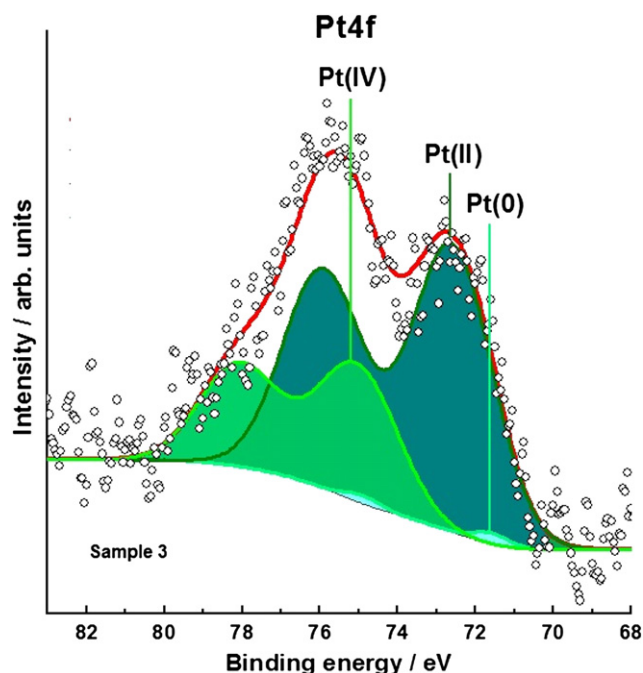 Pt4f
Pt(IV)
Pt(II)
Pt(0)
Intensity / arb. units
Sample 3
82 80 78 76 74 72 70 68
Binding energy / eV